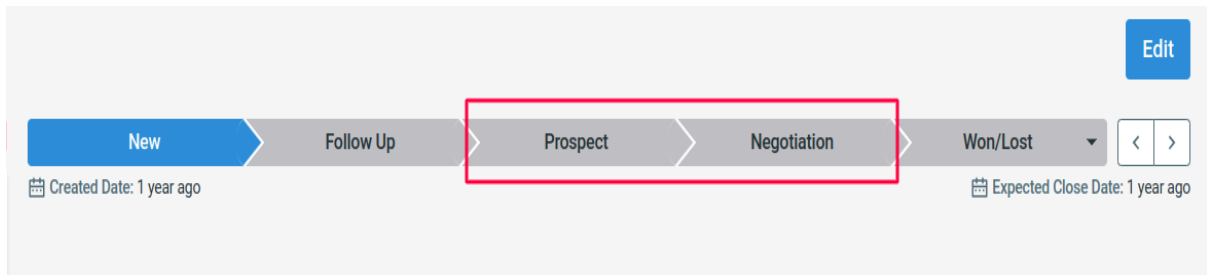 Edit
New Follow Up Prospect Negotiation Won/Lost
Created Date: 1 year ago Expected Close Date: 1 year ago